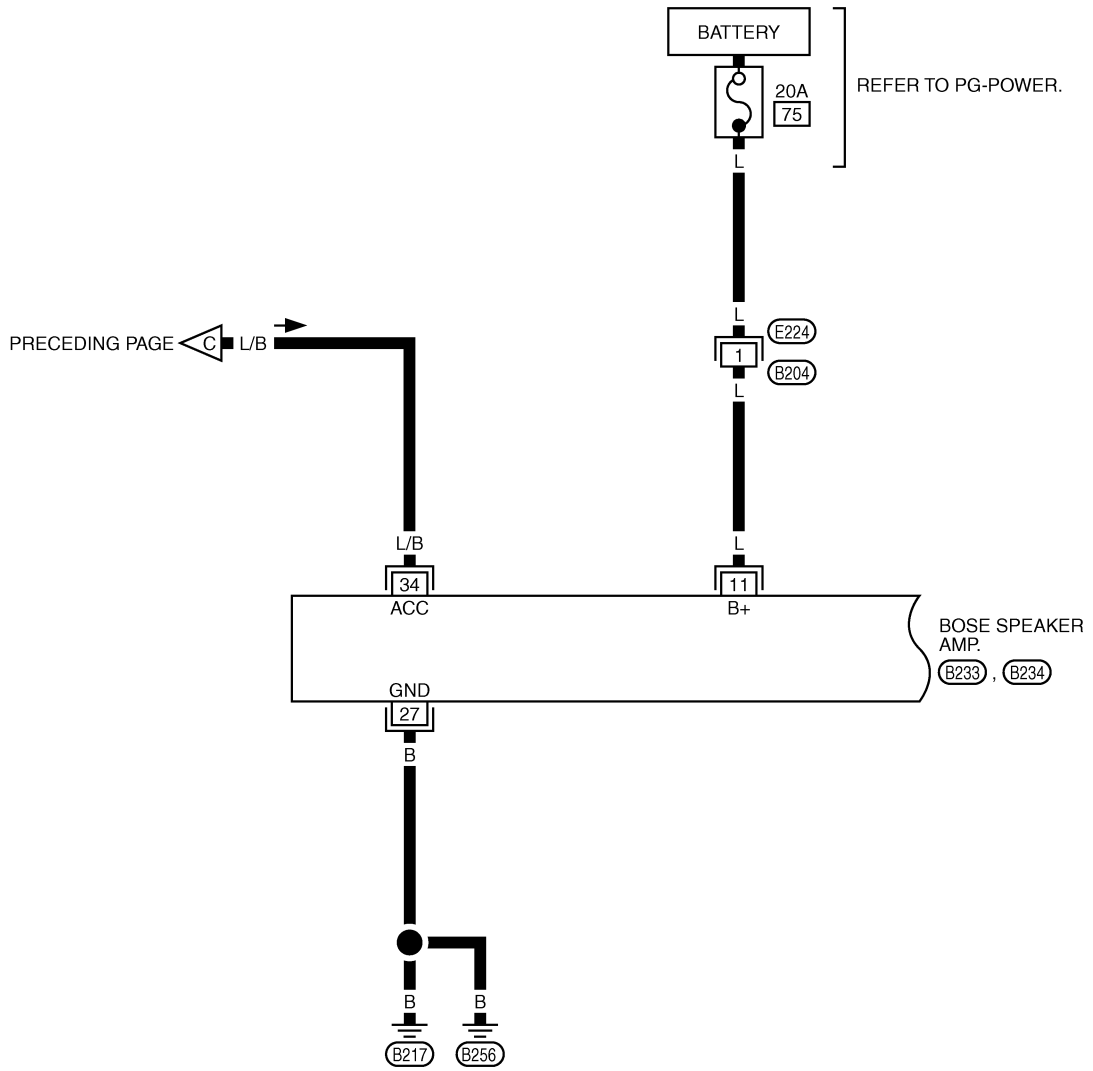 BATTERY
20A
75
REFER TO PG-POWER.
L
L
E224
1
B204
L
PRECEDING PAGE C L/B
L/B
L
34
11
ACC
B+
BOSE SPEAKER
AMP.
B233 , B234
GND
27
B
B
B
B217
B256